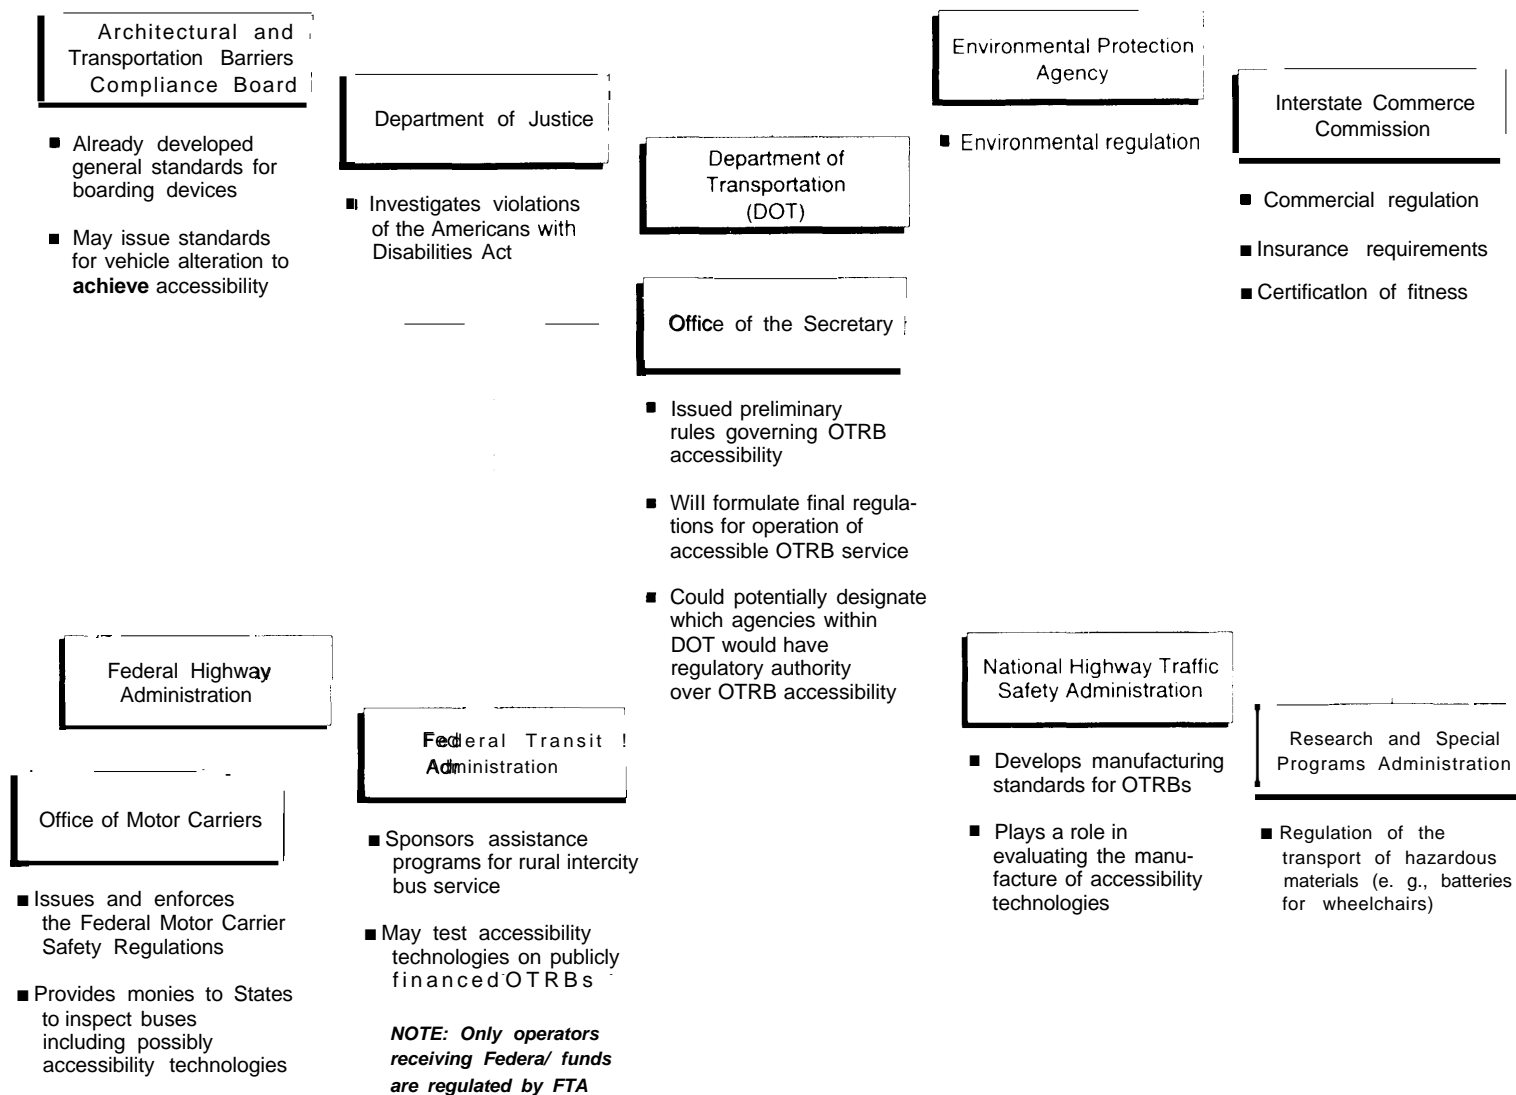 Architectural and
Transportation Barriers
Compliance Board
■ Already developed
general standards for
boarding devices
■ May issue standards
for vehicle alteration to
achieve accessibility
Department of Justice
■ Investigates violations
of the Americans with
Disabilities Act
Department of
Transportation
(DOT)
Office of the Secretary
■ Issued preliminary
rules governing OTRB
accessibility
■ Will formulate final regula-
tions for operation of
accessible OTRB service
■ Could potentially designate
which agencies within
DOT would have
regulatory authority
over OTRB accessibility
Environmental Protection
Agency
■ Environmental regulation
Interstate Commerce
Commission
■ Commercial regulation
■ Insurance requirements
■ Certification of fitness
Federal Highway
Administration
Office of Motor Carriers
■ Issues and enforces
the Federal Motor Carrier
Safety Regulations
■ Provides monies to States
to inspect buses
including possibly
accessibility technologies
Federal Transit
Administration
■ Sponsors assistance
programs for rural intercity
bus service
■ May test accessibility
technologies on publicly
financed OTRBs
NOTE: Only operators
receiving Federa/ funds
are regulated by FTA
National Highway Traffic
Safety Administration
■ Develops manufacturing
standards for OTRBs
■ Plays a role in
evaluating the manu-
facture of accessibility
technologies
Research and Special
Programs Administration
■ Regulation of the
transport of hazardous
materials (e. g., batteries
for wheelchairs)